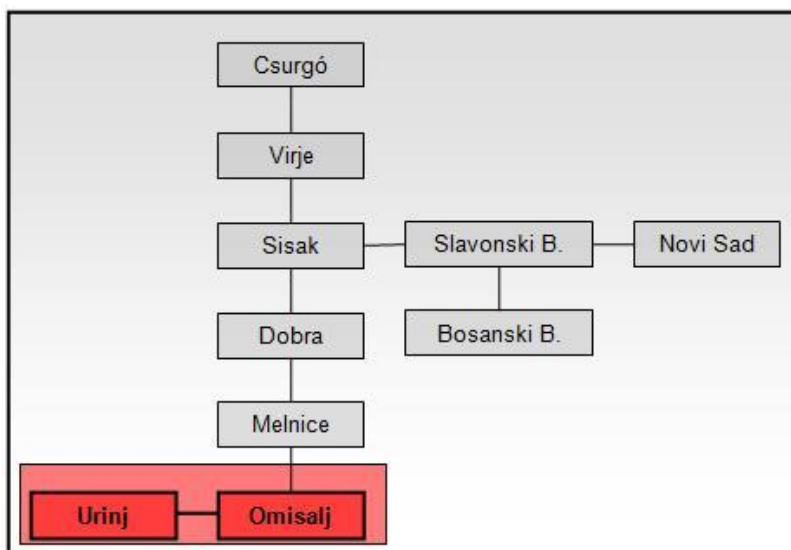 Csurgó
Virje
Sisak
Slavonski B.
Novi Sad
Dobra
Bosanski B.
Melnice
Urinj
Omisalj